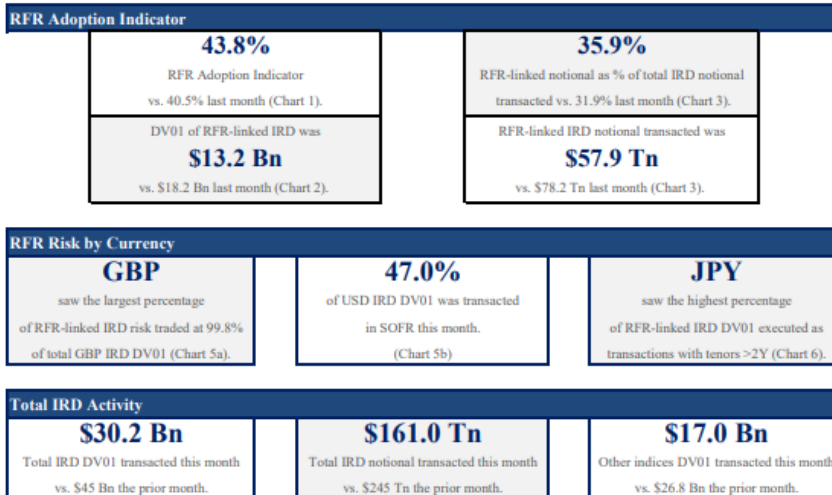 RFR Adoption Indicator
43.8%
RFR Adoption Indicator
vs. 40.5% last month (Chart 1).
35.9%
RFR-linked notional as % of total IRD notional
transacted vs. 31.9% last month (Chart 3).
DV01 of RFR-linked IRD was
$13.2 Bn
vs. $18.2 Bn last month (Chart 2).
RFR-linked IRD notional transacted was
$57.9 Tn
vs. $78.2 Tn last month (Chart 3).
RFR Risk by Currency
GBP
saw the largest percentage
of RFR-linked IRD risk traded at 99.8%
of total GBP IRD DV01 (Chart 5a).
47.0%
of USD IRD DV01 was transacted
in SOFR this month.
(Chart 5b)
JPY
saw the highest percentage
of RFR-linked IRD DV01 executed as
transactions with tenors >2Y (Chart 6).
Total IRD Activity
$30.2 Bn
Total IRD DV01 transacted this month
vs. $45 Bn the prior month.
$161.0 Tn
Total IRD notional transacted this month
vs. $245 Tn the prior month.
$17.0 Bn
Other indices DV01 transacted this month
vs. $26.8 Bn the prior month.